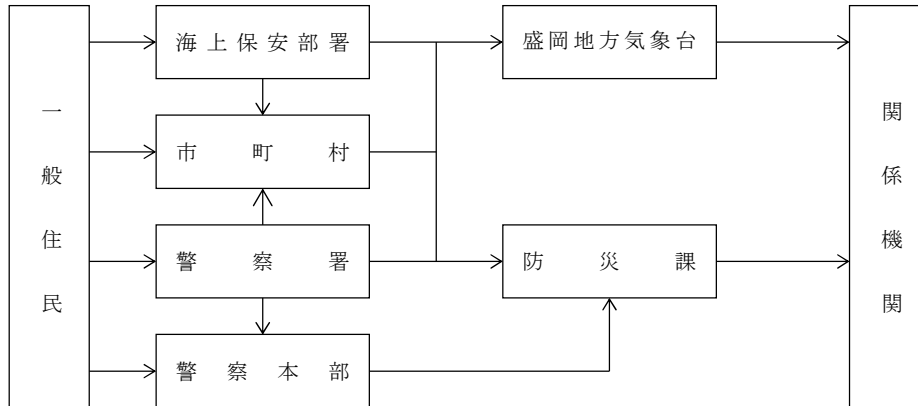 一般住民
海上保安部署
市町村
警察署
警察本部
盛岡地方気象台
防災課
関係機関